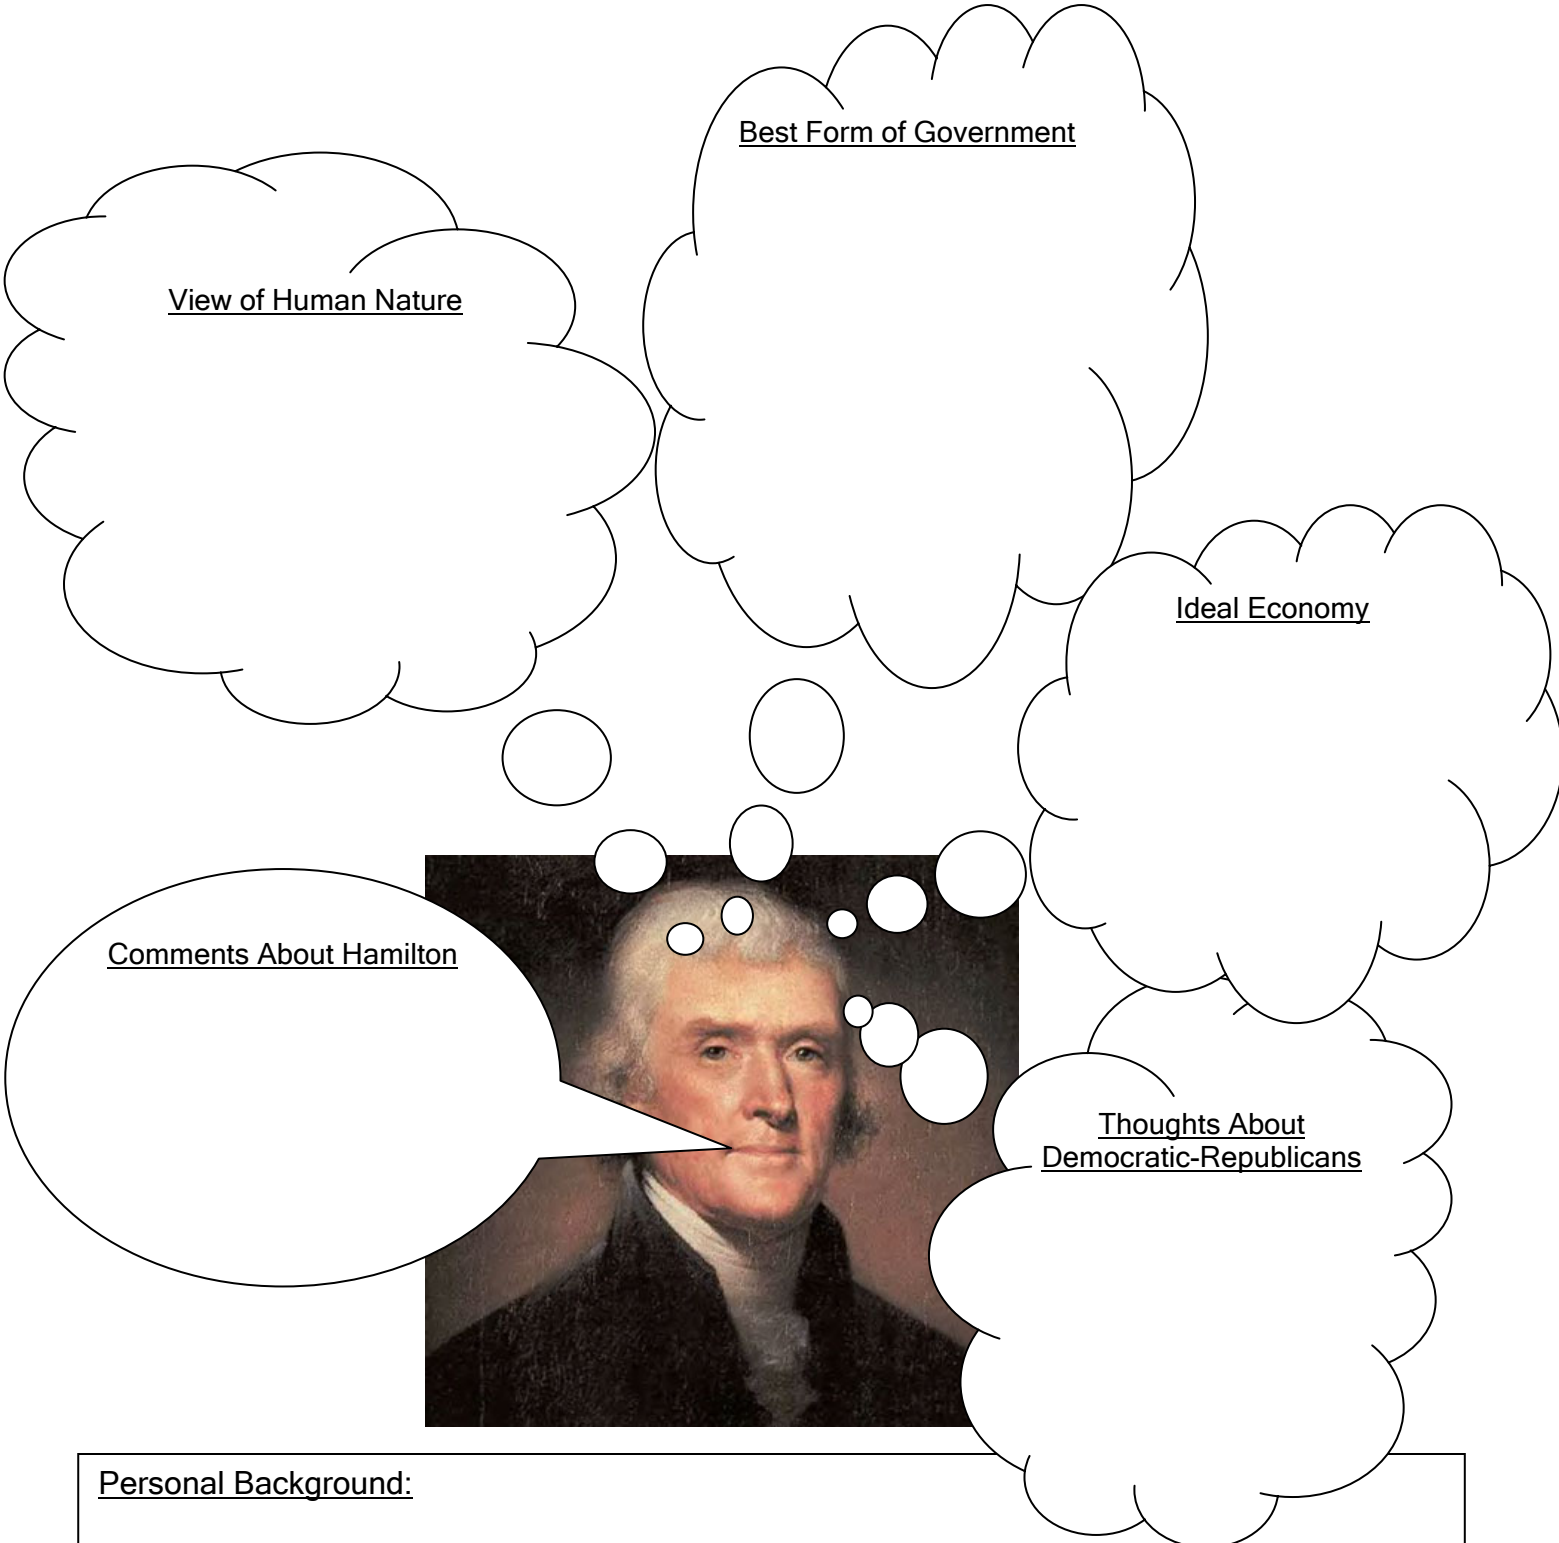 Best Form of Government
View of Human Nature
Ideal Economy
Comments About Hamilton
Thoughts About
Democratic-Republicans
Personal Background: